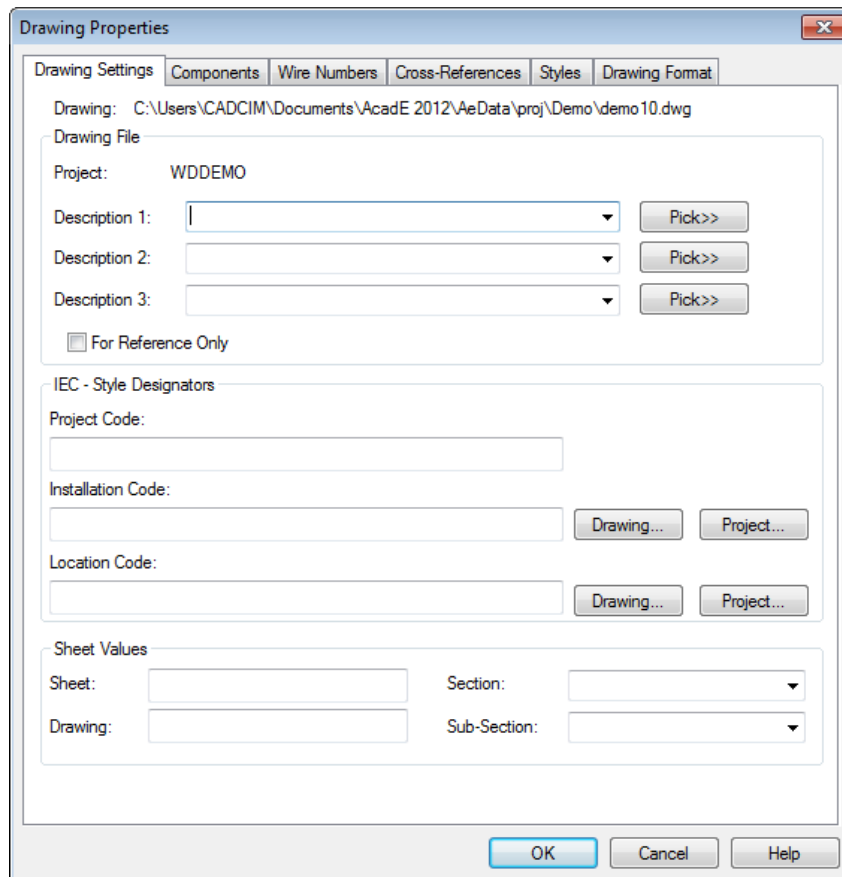 Drawing Properties
Drawing Settings Components Wire Numbers Cross-References Styles Drawing Format
Drawing: C:\Users\CADCIM\Documents\AcadE 2012\AeData\proj\Demo\demo10.dwg
Drawing File
Project: WDDEMO
Description 1: Pick>>
Description 2: Pick>>
Description 3: Pick>>
For Reference Only
IEC - Style Designators
Project Code:
Installation Code:
Drawing... Project...
Location Code:
Drawing... Project...
Sheet Values
Sheet: Section:
Drawing: Sub-Section:
OK Cancel Help